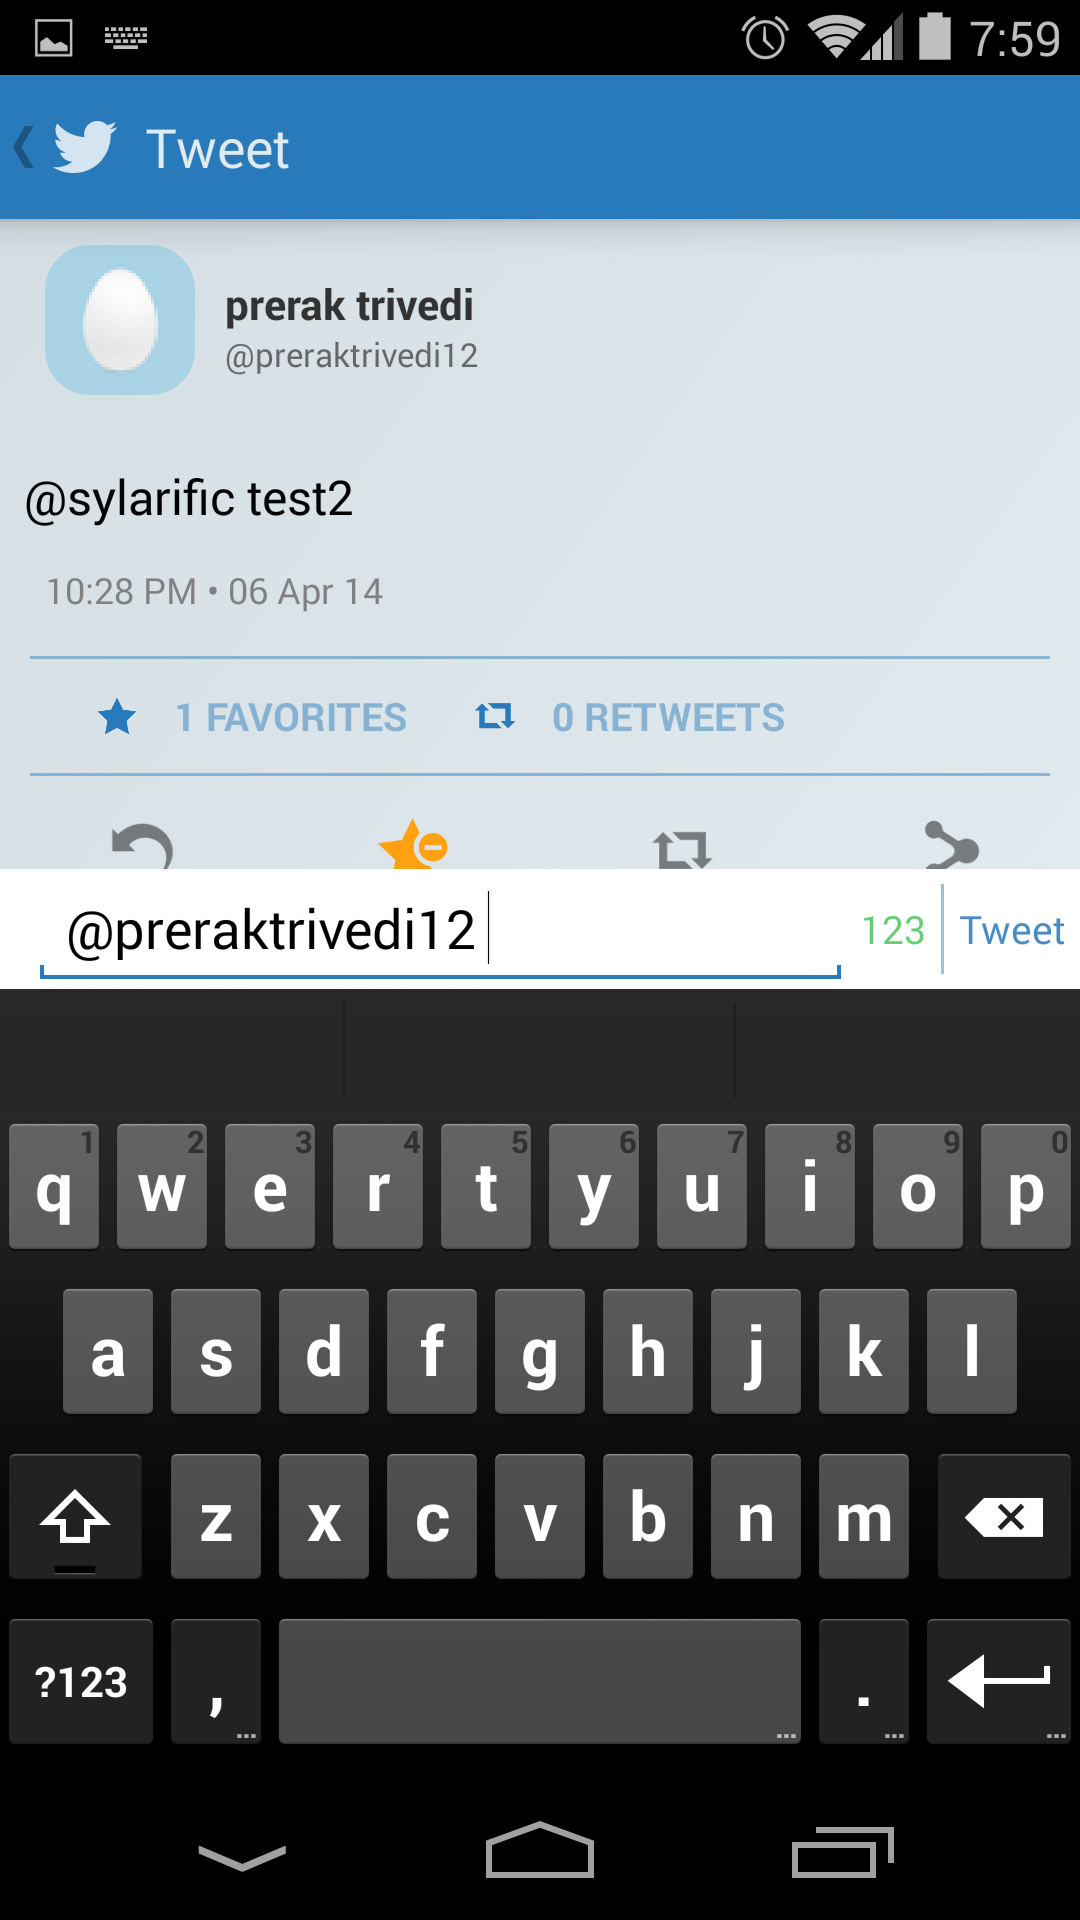 7:59
Tweet
prerak trivedi
@preraktrivedi12
@sylarific test2
10:28 PM • 06 Apr 14
1 FAVORITES 0 RETWEETS
@preraktrivedi12 123 Tweet
1 2 3 4 5 6 7 8 9 0
q w e r t y u i o p
a s d f g h j k l
z x c v b n m
?123 , .